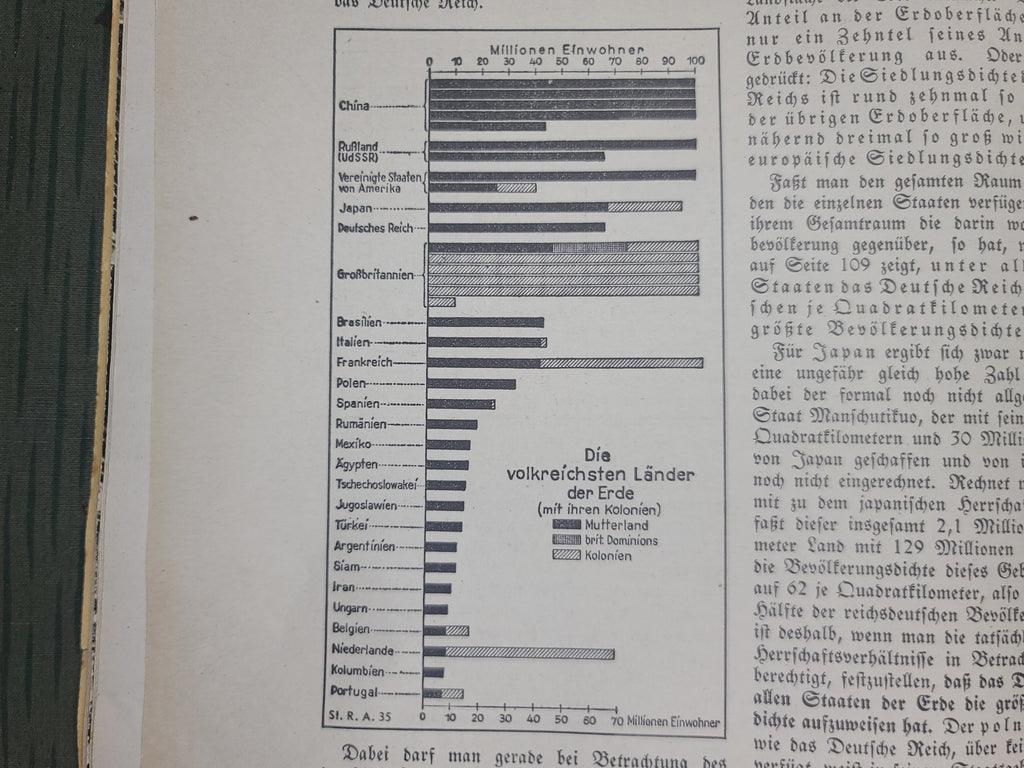 das Deutsche Reich.
Millionen Einwohner
0 10 20 30 40 50 60 70 80 90 100
China
Rußland
(UdSSR)
Vereinigte Staaten
von Amerika
Japan
Deutsches Reich
Großbritannien
Brasilien
Italien
Frankreich
Polen
Spanien
Rumänien
Mexiko
Ägypten
Tschechoslowakei
Jugoslawien
Türkei
Argentinien
Siam
Iran
Ungarn
Belgien
Niederlande
Kolumbien
Portugal
Die
volkreichsten Länder
der Erde
(mit ihren Kolonien)
Mutterland
brit Dominions
Kolonien
0 10 20 30 40 50 60 70 Millionen Einwohner
St. R. A. 35
Dabei darf man gerade bei Betrachtung des
Anteil an der Erdoberfläche
nur ein Zehntel seines An
Erdbevölkerung aus. Oder
gedrückt: Die Siedlungsdichte
Reichs ist rund zehnmal so
der übrigen Erdoberfläche, u
nähernd dreimal so groß wi
europäische Siedlungsdichte
Faßt man den gesamten Raum
den die einzelnen Staaten verfüge
ihrem Gesamtraum die darin wo
bevölkerung gegenüber, so hat, w
auf Seite 109 zeigt, unter all
Staaten das Deutsche Reich
schen je Quadratkilometer
größte Bevölkerungsdichte
Für Japan ergibt sich zwar n
eine ungefähr gleich hohe Zahl
dabei der formal noch nicht allg
Staat Manschutikuo, der mit sein
Quadratkilometern und 30 Milli
von Japan geschaffen und von i
noch nicht eingerechnet. Rechnet m
mit zu dem japanischen Herrscha
faßt dieser insgesamt 2,1 Millio
meter Land mit 129 Millionen
die Bevölkerungsdichte dieses Geb
auf 62 je Quadratkilometer, also
Hälfte der reichsdeutschen Bevölke
ist deshalb, wenn man die tatsäch
Herrschaftsverhältnisse in Betrac
berechtigt, festzustellen, daß das D
allen Staaten der Erde die größ
dichte aufzuweisen hat. Der poln
wie das Deutsche Reich, über kei